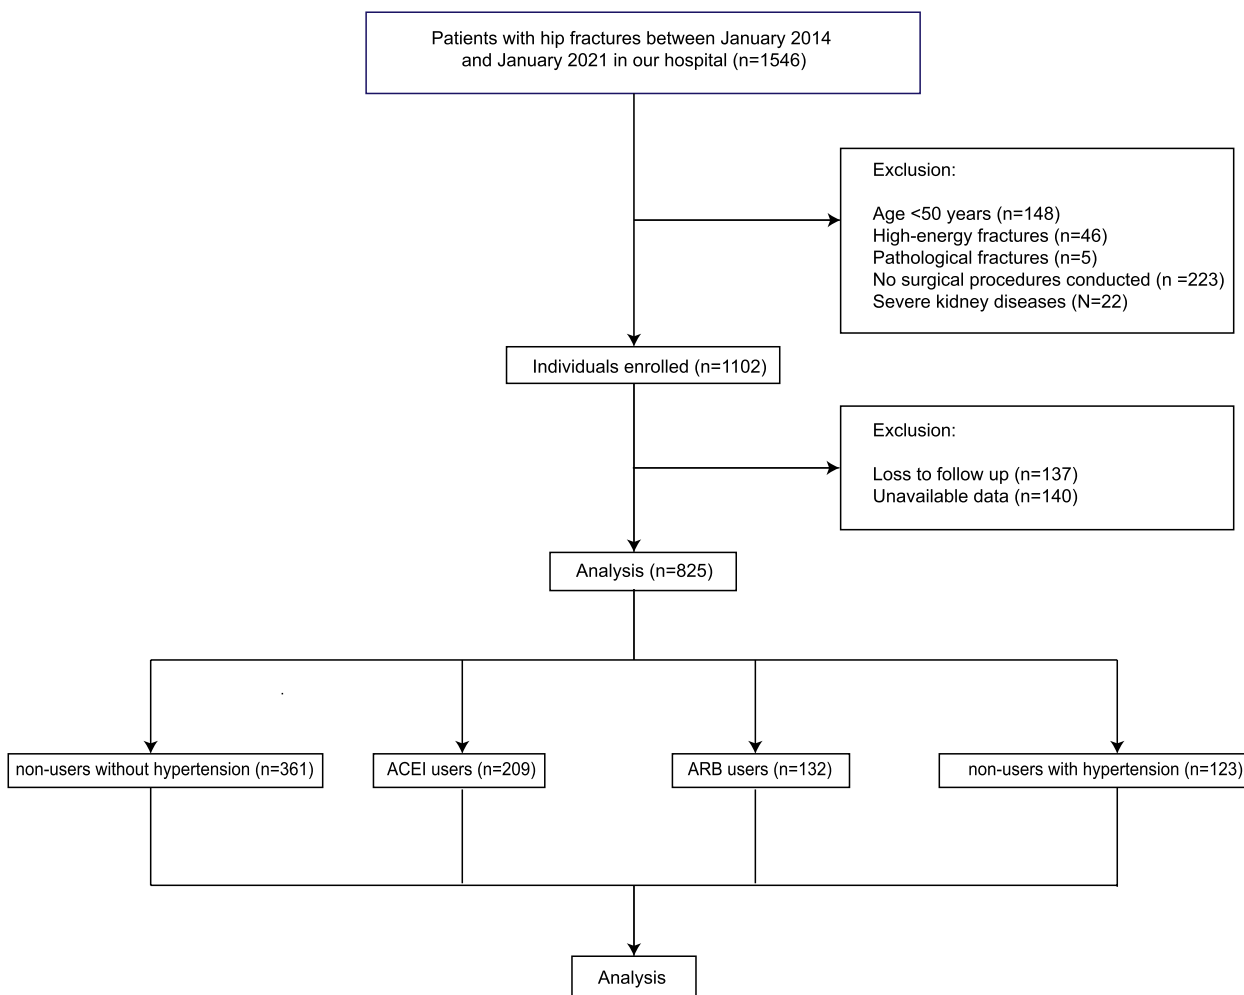 Patients with hip fractures between January 2014
and January 2021 in our hospital (n=1546)
Exclusion:
Age <50 years (n=148)
High-energy fractures (n=46)
Pathological fractures (n=5)
No surgical procedures conducted (n =223)
Severe kidney diseases (N=22)
Individuals enrolled (n=1102)
Exclusion:
Loss to follow up (n=137)
Unavailable data (n=140)
Analysis (n=825)
non-users without hypertension (n=361)
ACEI users (n=209)
ARB users (n=132)
non-users with hypertension (n=123)
Analysis